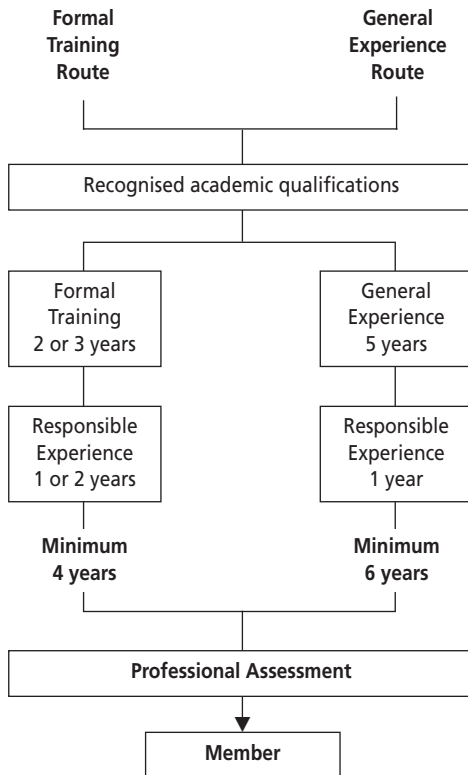 Formal
Training
Route
General
Experience
Route
Recognised academic qualifications
Formal
Training
2 or 3 years
General
Experience
5 years
Responsible
Experience
1 or 2 years
Responsible
Experience
1 year
Minimum
4 years
Minimum
6 years
Professional Assessment
Member